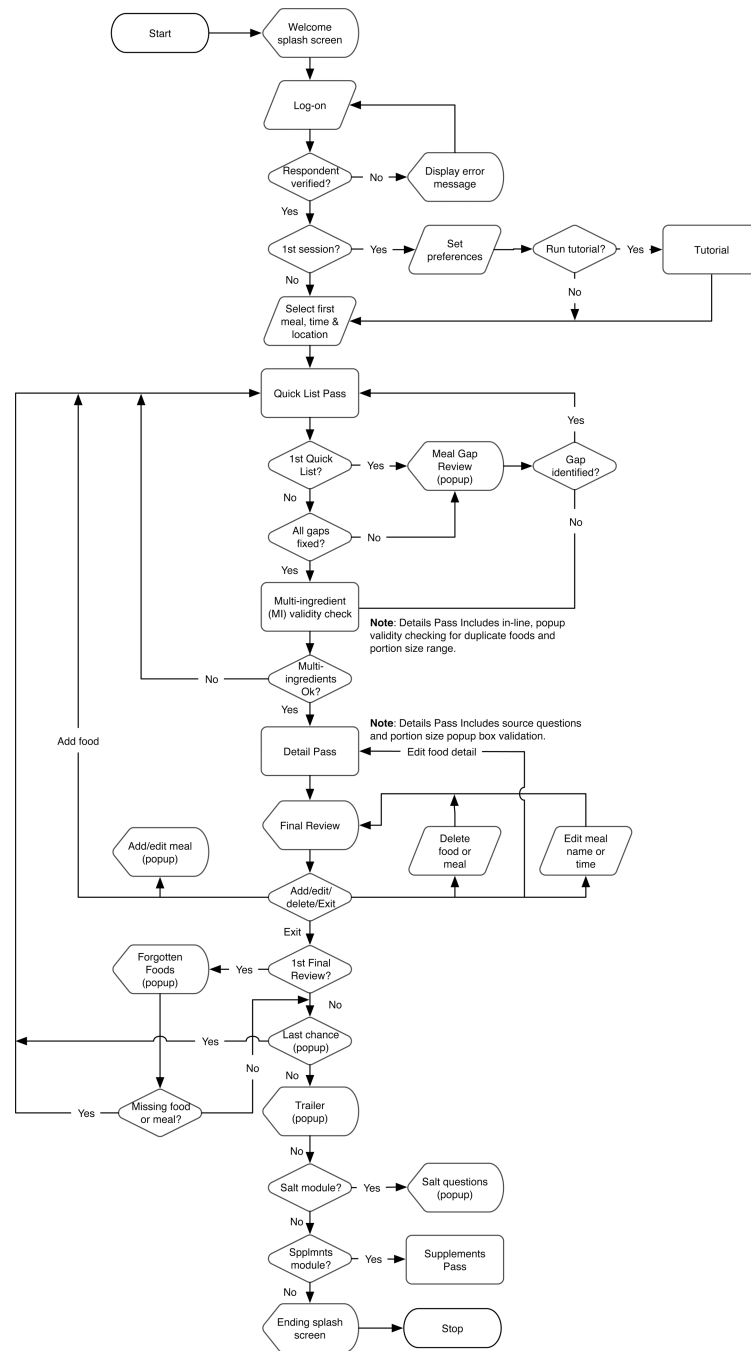 Start
Welcome
splash screen
Log-on
Respondent
verified?
No
Display error
message
Yes
1st session?
Yes
Set
preferences
Run tutorial?
Yes
Tutorial
No
No
Select first
meal, time &
location
Quick List Pass
Yes
1st Quick
List?
Yes
Meal Gap
Review
(popup)
Gap
identified?
No
No
All gaps
fixed?
No
Yes
Multi-ingredient
(MI) validity check
Note: Details Pass Includes in-line, popup
validity checking for duplicate foods and
portion size range.
Multi-
ingredients
Ok?
No
Yes
Note: Details Pass Includes source questions
and portion size popup box validation.
Add food
Detail Pass
Edit food detail
Final Review
Add/edit meal
(popup)
Delete
food or
meal
Edit meal
name or
time
Add/edit/
delete/Exit
Exit
Forgotten
Foods
(popup)
Yes
1st Final
Review?
No
Yes
Last chance
(popup)
No
No
Yes
Missing food
or meal?
Trailer
(popup)
No
Salt module?
Yes
Salt questions
(popup)
No
Spplmnts
module?
Yes
Supplements
Pass
No
Ending splash
screen
Stop